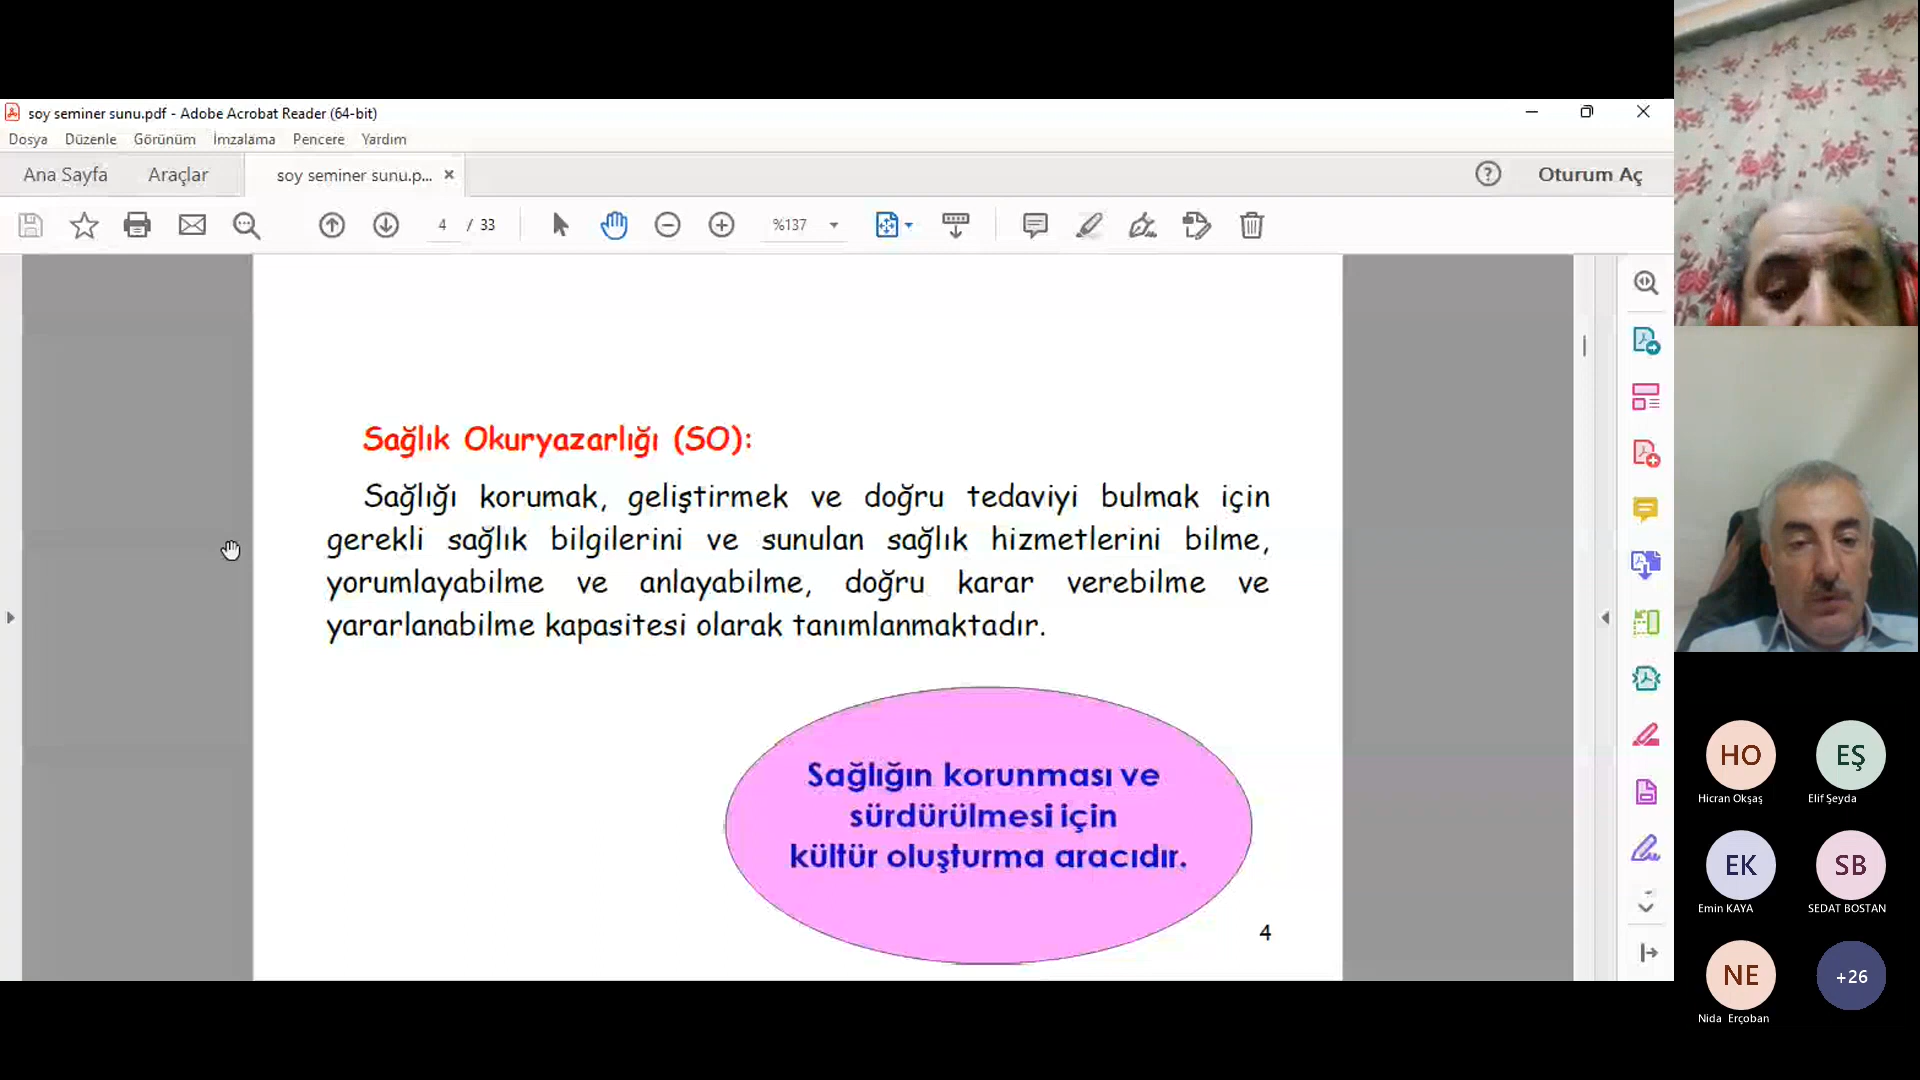 soy seminer sunu.pdf - Adobe Acrobat Reader (64-bit)
Dosya Düzenle Görünüm İmzalama Pencere Yardım
Ana Sayfa Araçlar soy seminer sunu.p... Oturum Aç
4 / 33 %137
Sağlık Okuryazarlığı (SO):
Sağlığı korumak, geliştirmek ve doğru tedaviyi bulmak için
gerekli sağlık bilgilerini ve sunulan sağlık hizmetlerini bilme,
yorumlayabilme ve anlayabilme, doğru karar verebilme ve
yararlanabilme kapasitesi olarak tanımlanmaktadır.
Sağlığın korunması ve
sürdürülmesi için
kültür oluşturma aracıdır.
4
HO EŞ
Hicran Okşaş Elif Şeyda
EK SB
Emin KAYA SEDAT BOSTAN
NE +26
Nida Erçoban